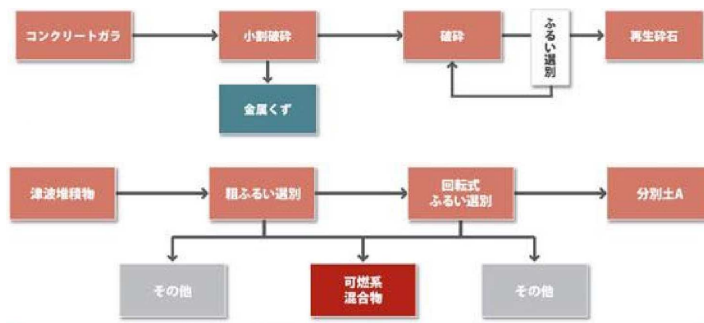 コンクリートガラ
小割破砕
破砕
ふるい選別
再生砕石
金属くず
津波堆積物
粗ふるい選別
回転式
ふるい選別
分別土A
その他
可燃系
混合物
その他